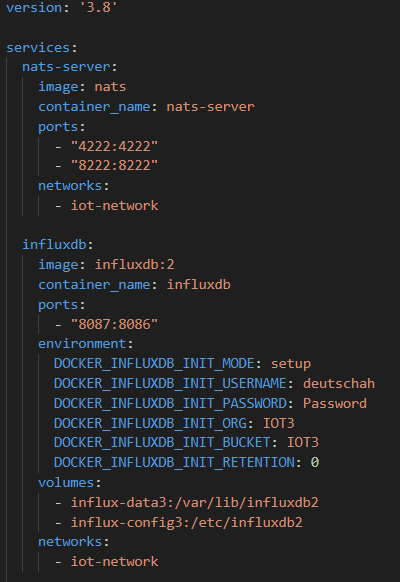 version: '3.8'
services:
nats-server:
image: nats
container_name: nats-server
ports:
- "4222:4222"
- "8222:8222"
networks:
- iot-network
influxdb:
image: influxdb:2
container_name: influxdb
ports:
- "8087:8086"
environment:
DOCKER_INFLUXDB_INIT_MODE: setup
DOCKER_INFLUXDB_INIT_USERNAME: deutschah
DOCKER_INFLUXDB_INIT_PASSWORD: Password
DOCKER_INFLUXDB_INIT_ORG: IOT3
DOCKER_INFLUXDB_INIT_BUCKET: IOT3
DOCKER_INFLUXDB_INIT_RETENTION: 0
volumes:
- influx-data3:/var/lib/influxdb2
- influx-config3:/etc/influxdb2
networks:
- iot-network